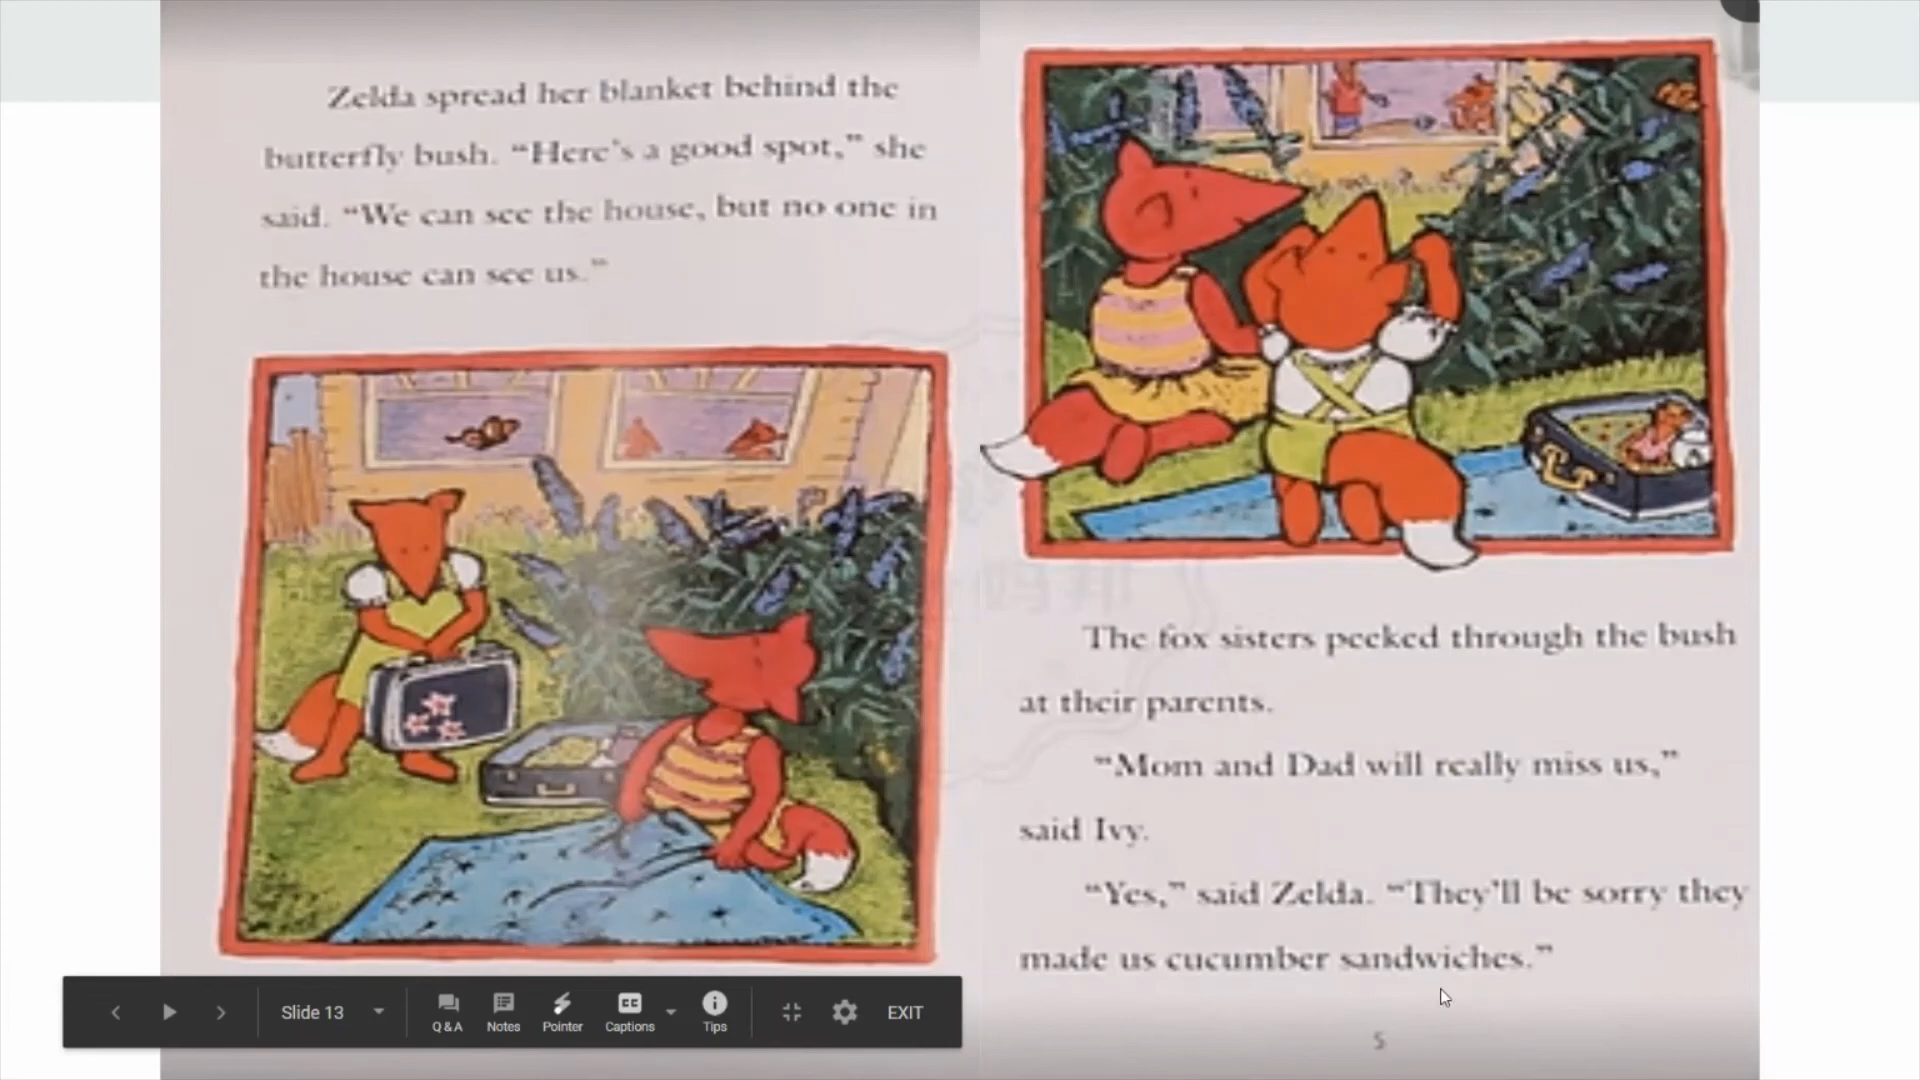 Zelda spread her blanket behind the
butterfly bush. “Here’s a good spot,” she
said. “We can see the house, but no one in
the house can see us.”
The fox sisters peeked through the bush
at their parents.
“Mom and Dad will really miss us,”
said Ivy.
“Yes,” said Zelda. “They’ll be sorry they
made us cucumber sandwiches.”
5
Slide 13
Q & A
Notes
Pointer
CC
Captions
Tips
EXIT